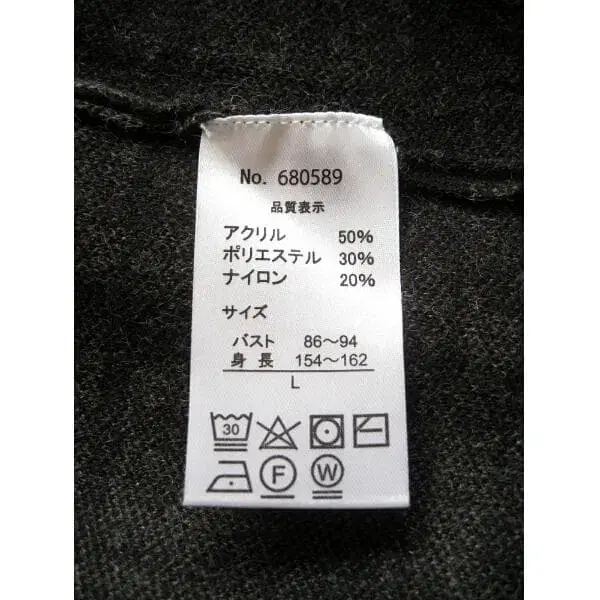 No. 680589
品質表示
アクリル 50%
ポリエステル 30%
ナイロン 20%
サイズ
バスト 86～94
身長 154～162
L
30
F W